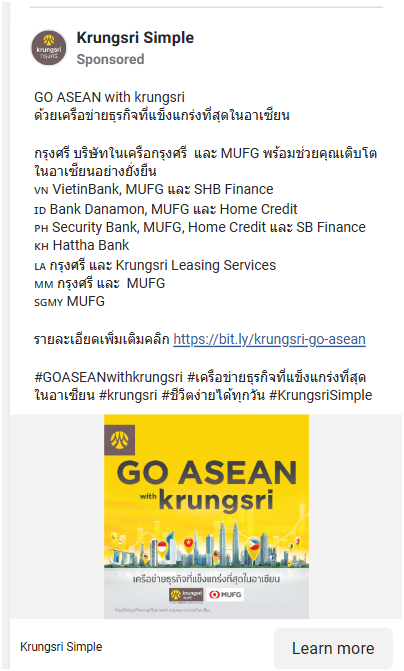 Krungsri Simple
Sponsored
GO ASEAN with krungsri
ด้วยเครือข่ายธุรกิจที่แข็งแกร่งที่สุดในอาเซียน
กรุงศรี บริษัทในเครือกรุงศรี และ MUFG พร้อมช่วยคุณเติบโต
ในอาเซียนอย่างยั่งยืน
VN VietinBank, MUFG และ SHB Finance
ID Bank Danamon, MUFG และ Home Credit
PH Security Bank, MUFG, Home Credit และ SB Finance
KH Hattha Bank
LA กรุงศรี และ Krungsri Leasing Services
MM กรุงศรี และ MUFG
SGMY MUFG
รายละเอียดเพิ่มเติมคลิก https://bit.ly/krungsri-go-asean
#GOASEANwithkrungsri #เครือข่ายธุรกิจที่แข็งแกร่งที่สุด
ในอาเซียน #krungsri #ชีวิตง่ายได้ทุกวัน #KrungsriSimple
GO ASEAN
with krungsri
เครือข่ายธุรกิจที่แข็งแกร่งที่สุดในอาเซียน
krungsri
กรุงศรี
MUFG
Krungsri Simple
Learn more